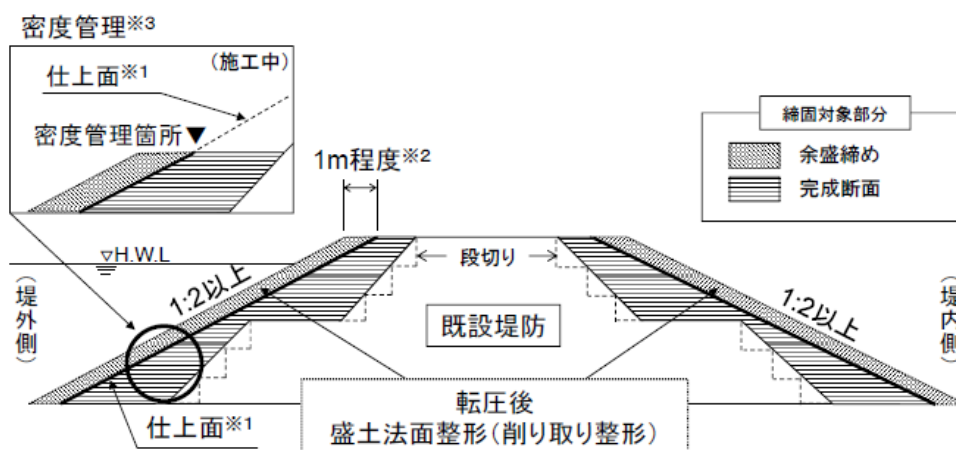 密度管理※3
(施工中)
仕上面※1
密度管理箇所▼
1m程度※2
締固対象部分
余盛締め
完成断面
▽H.W.L
段切り
1:2以上
1:2以上
(堤外側)
(堤内側)
既設堤防
転圧後
盛土法面整形(削り取り整形)
仕上面※1